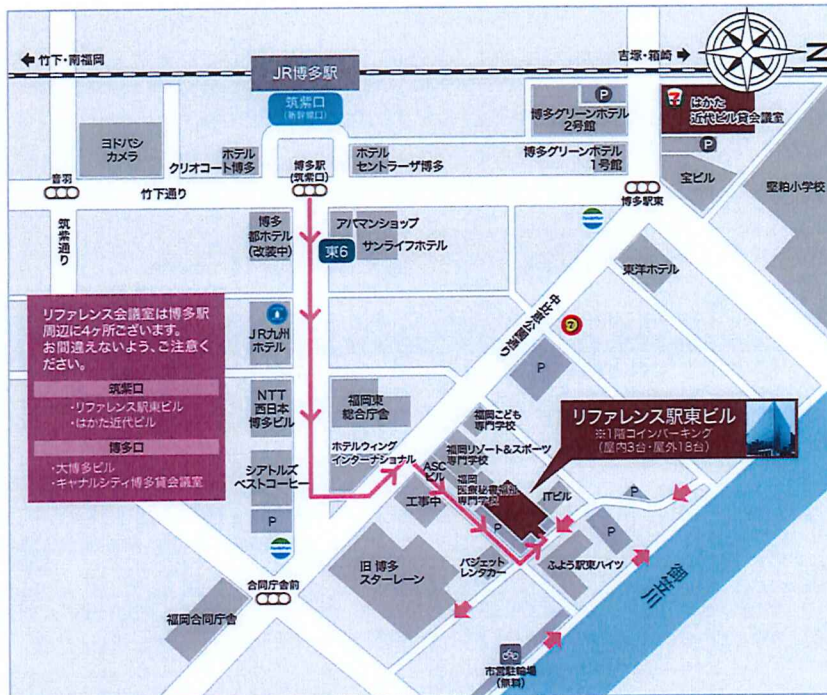 竹下・南福岡
吉塚・箱崎
N
JR博多駅
筑紫口
(新幹線口)
ヨドバシ
カメラ
ホテル
クリオコート博多
博多駅
(筑紫口)
ホテル
セントラーザ博多
P
博多グリーンホテル
2号館
博多グリーンホテル
1号館
はかた
近代ビル貸会議室
P
宝ビル
堅粕小学校
音羽
竹下通り
筑紫通り
博多駅東
博多
都ホテル
(改装中)
アパマンショップ
東6
サンライフホテル
東洋ホテル
リファレンス会議室は博多駅
周辺に4ヶ所ございます。
お間違えないよう、ご注意く
ださい。
筑紫口
・リファレンス駅東ビル
・はかた近代ビル
博多口
・大博多ビル
・キャナルシティ博多貸会議室
JR九州
ホテル
P
NTT
西日本
博多ビル
福岡東
総合庁舎
ホテルウィング
インターナショナル
シアトルズ
ベストコーヒー
P
福岡こども
専門学校
福岡リゾート&スポーツ
専門学校
福岡
医療秘書福祉
専門学校
リファレンス駅東ビル
※1階コインパーキング
(屋内3台・屋外18台)
ASC
ビル
工事中
ITビル
P
P
P
旧 博多
スターレーン
バジェット
レンタカー
ふよう駅東ハイツ
御笠川
合同庁舎前
福岡合同庁舎
市営駐輪場
(無料)